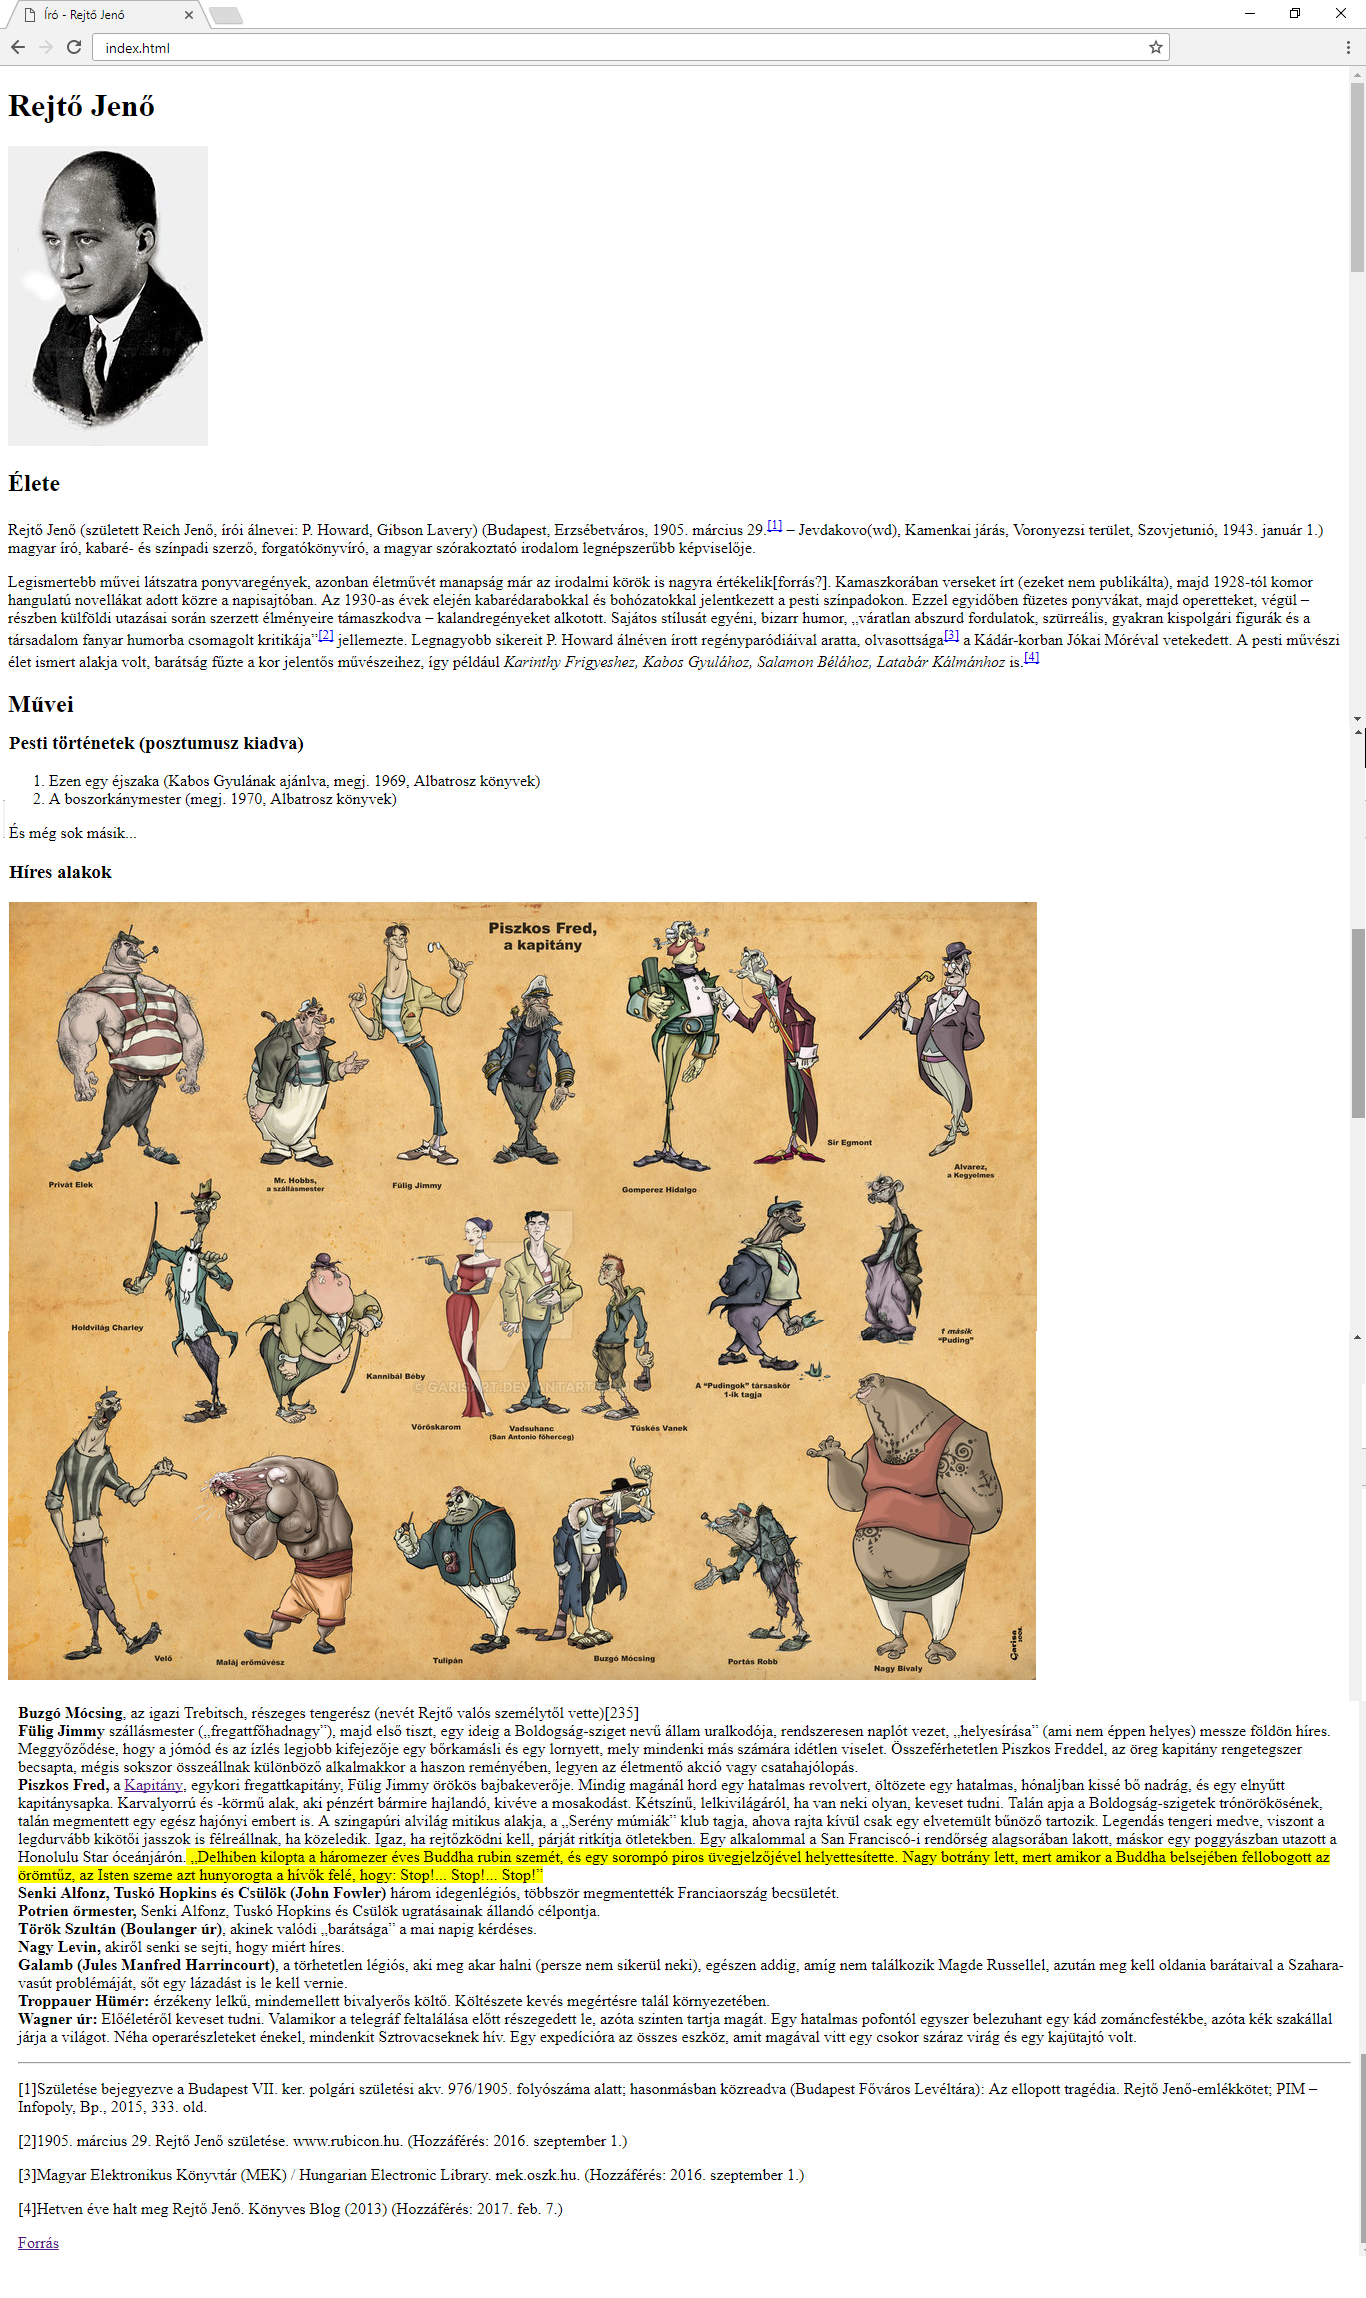 Író - Rejtő Jenő
index.html
Rejtő Jenő
Élete
Rejtő Jenő (született Reich Jenő, írói álnevei: P. Howard, Gibson Lavery) (Budapest, Erzsébetváros, 1905. március 29.[1] – Jevdakovo(wd), Kamenkai járás, Voronyezsi terület, Szovjetunió, 1943. január 1.)
magyar író, kabaré- és színpadi szerző, forgatókönyvíró, a magyar szórakoztató irodalom legnépszerűbb képviselője.
Legismertebb művei látszatra ponyvaregények, azonban életművét manapság már az irodalmi körök is nagyra értékelik[forrás?]. Kamaszkorában verseket írt (ezeket nem publikálta), majd 1928-tól komor
hangulatú novellákat adott közre a napisajtóban. Az 1930-as évek elején kabarédarabokkal és bohózatokkal jelentkezett a pesti színpadokon. Ezzel egyidőben füzetes ponyvákat, majd operetteket, végül –
részben külföldi utazásai során szerzett élményeire támaszkodva – kalandregényeket alkotott. Sajátos stílusát egyéni, bizarr humor, „váratlan abszurd fordulatok, szürreális, gyakran kispolgári figurák és a
társadalom fanyar humorba csomagolt kritikája”[2] jellemezte. Legnagyobb sikereit P. Howard álnéven írott regényparódiáival aratta, olvasottsága[3] a Kádár-korban Jókai Móréval vetekedett. A pesti művészi
élet ismert alakja volt, barátság fűzte a kor jelentős művészeihez, így például Karinthy Frigyeshez, Kabos Gyulához, Salamon Bélához, Latabár Kálmánhoz is.[4]
Művei
Pesti történetek (posztumusz kiadva)
1. Ezen egy éjszaka (Kabos Gyulának ajánlva, megj. 1969, Albatrosz könyvek)
2. A boszorkánymester (megj. 1970, Albatrosz könyvek)
És még sok másik...
Híres alakok
Piszkos Fred,
a kapitány
Privát Elek
Mr. Hobbs,
a szállásmester
Fülig Jimmy
Gomperez Hidalgo
Sir Egmont
Alvarez,
a Kegyelmes
Holdvilág Charley
Kannibál Béby
Vöröskarom
Vadsuhanc
(San Antonio főherceg)
Tüskés Vanek
A "Pudingok" társaskör
1-ik tagja
1 másik
"Puding"
© GARISART.DEVIANTART
Velő
Maláj erőművész
Tulipán
Buzgó Mócsing
Portás Robb
Nagy Bivaly
Garisa
2008.
Buzgó Mócsing, az igazi Trebitsch, részeges tengerész (nevét Rejtő valós személytől vette)[235]
Fülig Jimmy szállásmester („fregattfőhadnagy”), majd első tiszt, egy ideig a Boldogság-sziget nevű állam uralkodója, rendszeresen naplót vezet, „helyesírása” (ami nem éppen helyes) messze földön híres.
Meggyőződése, hogy a jómód és az ízlés legjobb kifejezője egy bőrkamásli és egy lornyett, mely mindenki más számára idétlen viselet. Összeférhetetlen Piszkos Freddel, az öreg kapitány rengetegszer
becsapta, mégis sokszor összeállnak különböző alkalmakkor a haszon reményében, legyen az életmentő akció vagy csatahajólopás.
Piszkos Fred, a Kapitány, egykori fregattkapitány, Fülig Jimmy örökös bajbakeverője. Mindig magánál hord egy hatalmas revolvert, öltözete egy hatalmas, hónaljban kissé bő nadrág, és egy elnyűtt
kapitánysapka. Karvalyorrú és -körmű alak, aki pénzért bármire hajlandó, kivéve a mosakodást. Kétszínű, lelkivilágáról, ha van neki olyan, keveset tudni. Talán apja a Boldogság-szigetek trónörökösének,
talán megmentett egy egész hajónyi embert is. A szingapúri alvilág mitikus alakja, a „Serény múmiák” klub tagja, ahova rajta kívül csak egy elvetemült bűnöző tartozik. Legendás tengeri medve, viszont a
legdurvább kikötői jasszok is félreállnak, ha közeledik. Igaz, ha rejtőzködni kell, párját ritkítja ötletekben. Egy alkalommal a San Franciscó-i rendőrség alagsorában lakott, máskor egy poggyászban utazott a
Honolulu Star óceánjárón. „Delhiben kilopta a háromezer éves Buddha rubin szemét, és egy sorompó piros üvegjelzőjével helyettesítette. Nagy botrány lett, mert amikor a Buddha belsejében fellobogott az
örömtűz, az Isten szeme azt hunyorogta a hívők felé, hogy: Stop!... Stop!... Stop!”
Senki Alfonz, Tuskó Hopkins és Csülök (John Fowler) három idegenlégiós, többször megmentették Franciaország becsületét.
Potrien őrmester, Senki Alfonz, Tuskó Hopkins és Csülök ugratásainak állandó célpontja.
Török Szultán (Boulanger úr), akinek valódi „barátsága” a mai napig kérdéses.
Nagy Levin, akiről senki se sejti, hogy miért híres.
Galamb (Jules Manfred Harrincourt), a törhetetlen légiós, aki meg akar halni (persze nem sikerül neki), egészen addig, amíg nem találkozik Magde Russellel, azután meg kell oldania barátaival a Szahara-
vasút problémáját, sőt egy lázadást is le kell vernie.
Troppauer Hümér: érzékeny lelkű, mindemellett bivalyerős költő. Költészete kevés megértésre talál környezetében.
Wagner úr: Előéletéről keveset tudni. Valamikor a telegráf feltalálása előtt részegedett le, azóta szinten tartja magát. Egy hatalmas pofontól egyszer belezuhant egy kád zománcfestékbe, azóta kék szakállal
járja a világot. Néha operarészleteket énekel, mindenkit Sztrovacseknek hív. Egy expedícióra az összes eszköz, amit magával vitt egy csokor száraz virág és egy kajütajtó volt.
[1]Születése bejegyezve a Budapest VII. ker. polgári születési akv. 976/1905. folyószáma alatt; hasonmásban közreadva (Budapest Főváros Levéltára): Az ellopott tragédia. Rejtő Jenő-emlékkötet; PIM –
Infopoly, Bp., 2015, 333. old.
[2]1905. március 29. Rejtő Jenő születése. www.rubicon.hu. (Hozzáférés: 2016. szeptember 1.)
[3]Magyar Elektronikus Könyvtár (MEK) / Hungarian Electronic Library. mek.oszk.hu. (Hozzáférés: 2016. szeptember 1.)
[4]Hetven éve halt meg Rejtő Jenő. Könyves Blog (2013) (Hozzáférés: 2017. feb. 7.)
Forrás